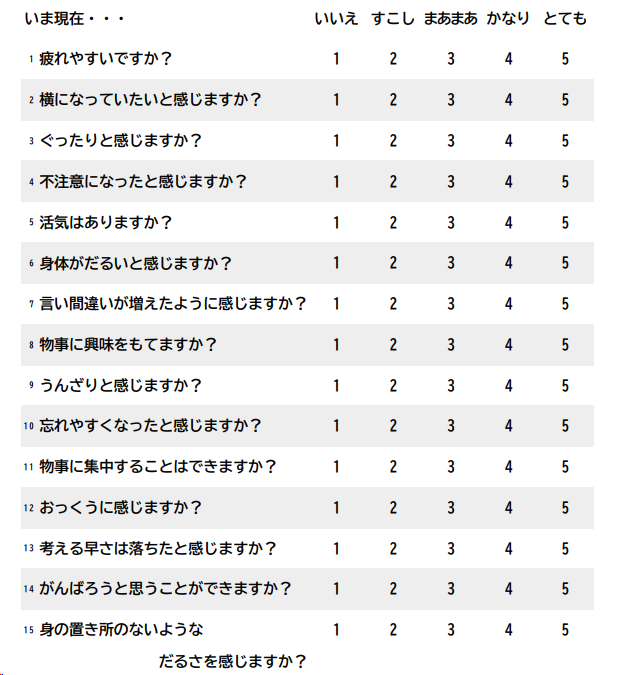 いま現在・・・ いいえ すこし まあまあ かなり とても
1 疲れやすいですか? 1 2 3 4 5
2 横になっていたいと感じますか? 1 2 3 4 5
3 ぐったりと感じますか? 1 2 3 4 5
4 不注意になったと感じますか? 1 2 3 4 5
5 活気はありますか? 1 2 3 4 5
6 身体がだるいと感じますか? 1 2 3 4 5
7 言い間違いが増えたように感じますか? 1 2 3 4 5
8 物事に興味をもてますか? 1 2 3 4 5
9 うんざりと感じますか? 1 2 3 4 5
10 忘れやすくなったと感じますか? 1 2 3 4 5
11 物事に集中することはできますか? 1 2 3 4 5
12 おっくうに感じますか? 1 2 3 4 5
13 考える早さは落ちたと感じますか? 1 2 3 4 5
14 がんばろうと思うことができますか? 1 2 3 4 5
15 身の置き所のないような 1 2 3 4 5
だるさを感じますか?